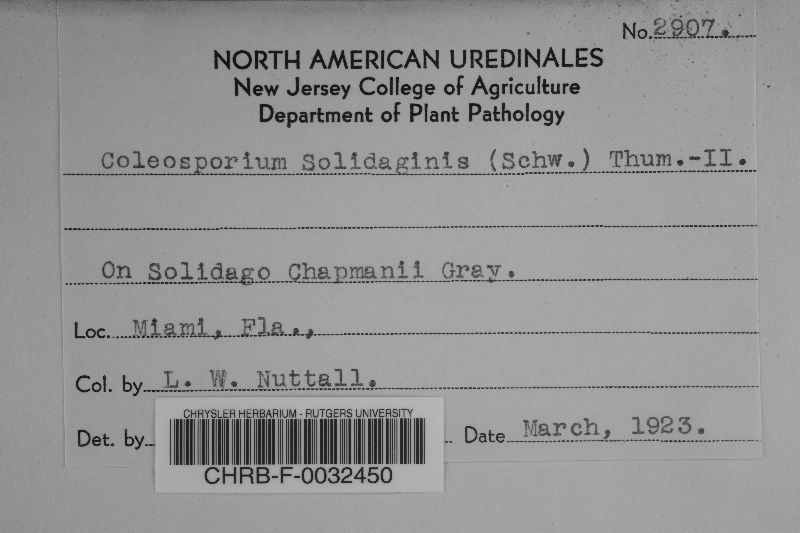 No. 2907.
NORTH AMERICAN UREDINALES
New Jersey College of Agriculture
Department of Plant Pathology
Coleosporium Solidaginis (Schw.) Thum.-II.
On Solidago Chapmanii Gray.
Loc. Miami, Fla.,
Col. by L. W. Nuttall.
Det. by Date March, 1923.
CHRYSLER HERBARIUM - RUTGERS UNIVERSITY
CHRB-F-0032450